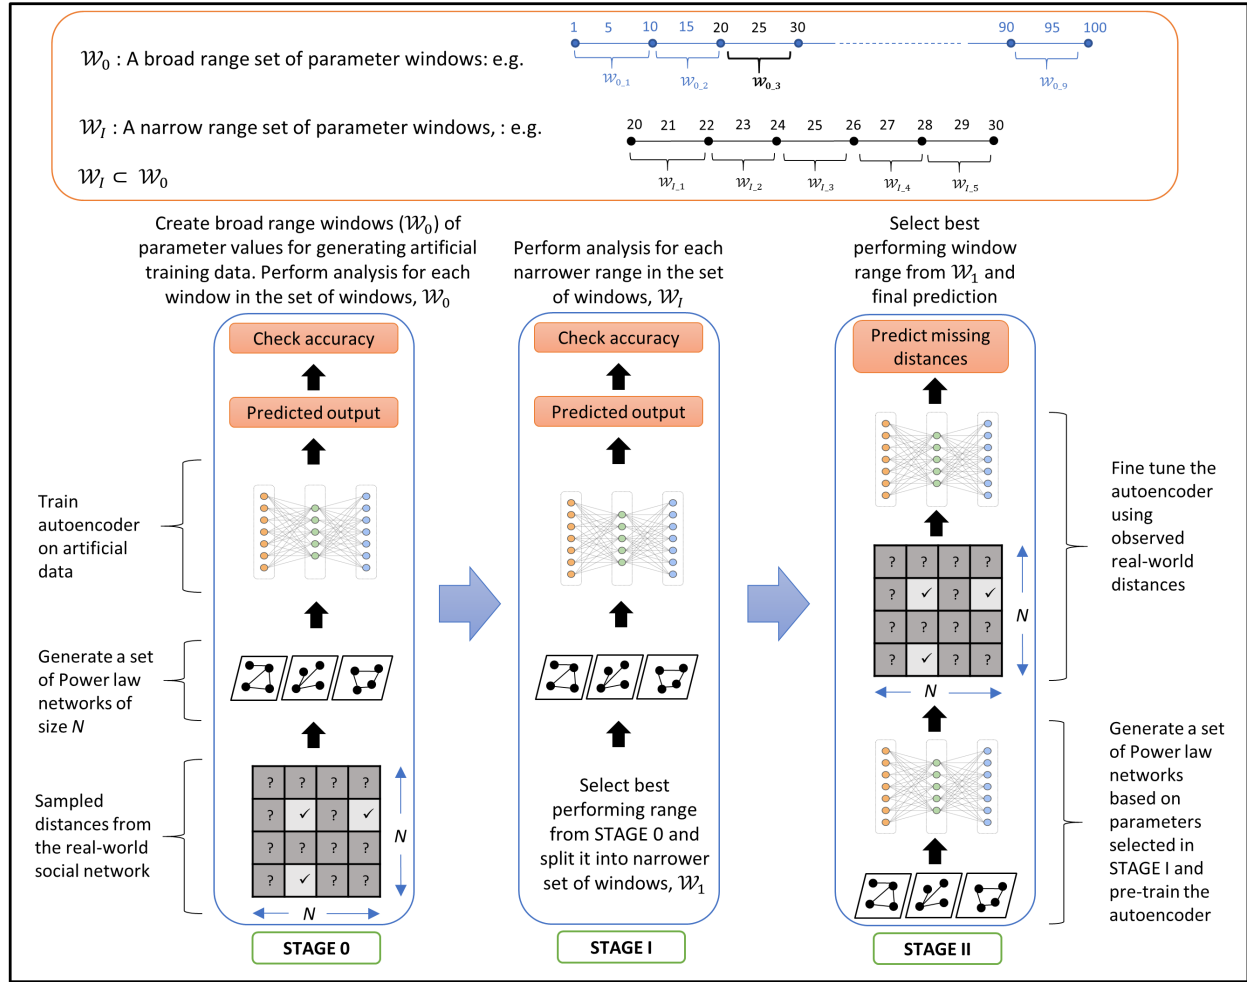 1 5 10 15 20 25 30 90 95 100
𝒲0 : A broad range set of parameter windows: e.g.
𝒲0_1 𝒲0_2 𝒲0_3 𝒲0_9
𝒲I : A narrow range set of parameter windows, : e.g.
20 21 22 23 24 25 26 27 28 29 30
𝒲I_1 𝒲I_2 𝒲I_3 𝒲I_4 𝒲I_5
𝒲I ⊂ 𝒲0
Create broad range windows (𝒲0) of
parameter values for generating artificial
training data. Perform analysis for each
window in the set of windows, 𝒲0
Check accuracy
Predicted output
Train
autoencoder
on artificial
data
Generate a set
of Power law
networks of
size N
Sampled
distances from
the real-world
social network
? ? ? ?
? ✓ ? ✓
? ? ? ?
? ✓ ? ?
N
N
STAGE 0
Perform analysis for each
narrower range in the set
of windows, 𝒲I
Check accuracy
Predicted output
Select best
performing range
from STAGE 0 and
split it into narrower
set of windows, 𝒲1
STAGE I
Select best
performing window
range from 𝒲1 and
final prediction
Predict missing
distances
Fine tune the
autoencoder
using
observed
real-world
distances
? ? ? ?
? ✓ ? ✓
? ? ? ?
? ✓ ? ?
N
N
Generate a set
of Power law
networks
based on
parameters
selected in
STAGE I and
pre-train the
autoencoder
STAGE II